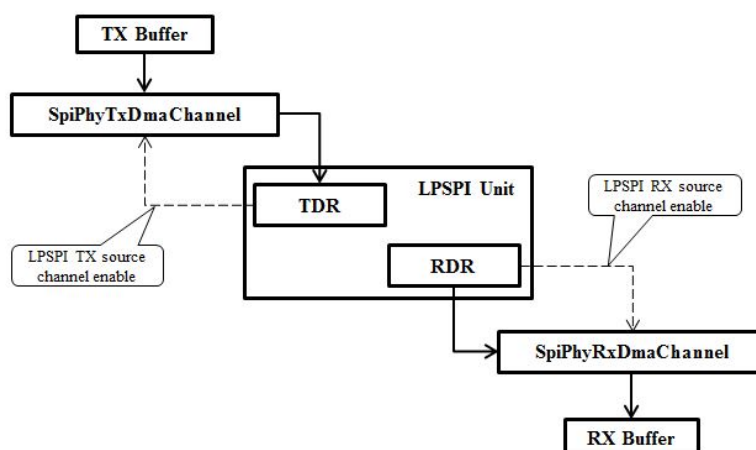 TX Buffer
SpiPhyTxDmaChannel
LPSPI Unit
LPSPI RX source
channel enable
TDR
LPSPI TX source
channel enable
RDR
SpiPhyRxDmaChannel
RX Buffer